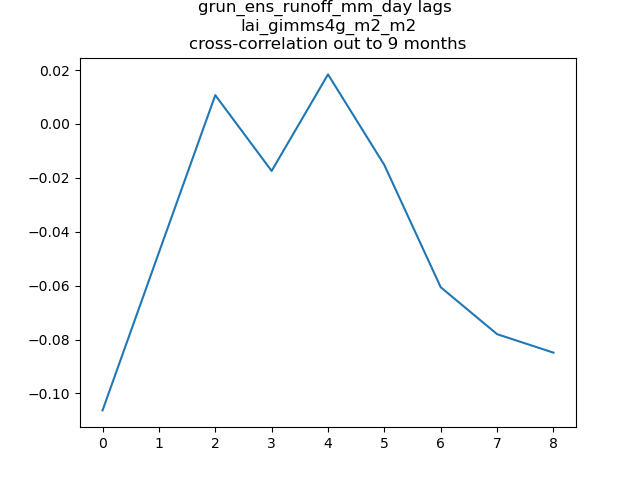 grun_ens_runoff_mm_day lags
lai_gimms4g_m2_m2
cross-correlation out to 9 months
0.02
0.00
−0.02
−0.04
−0.06
−0.08
−0.10
0 1 2 3 4 5 6 7 8